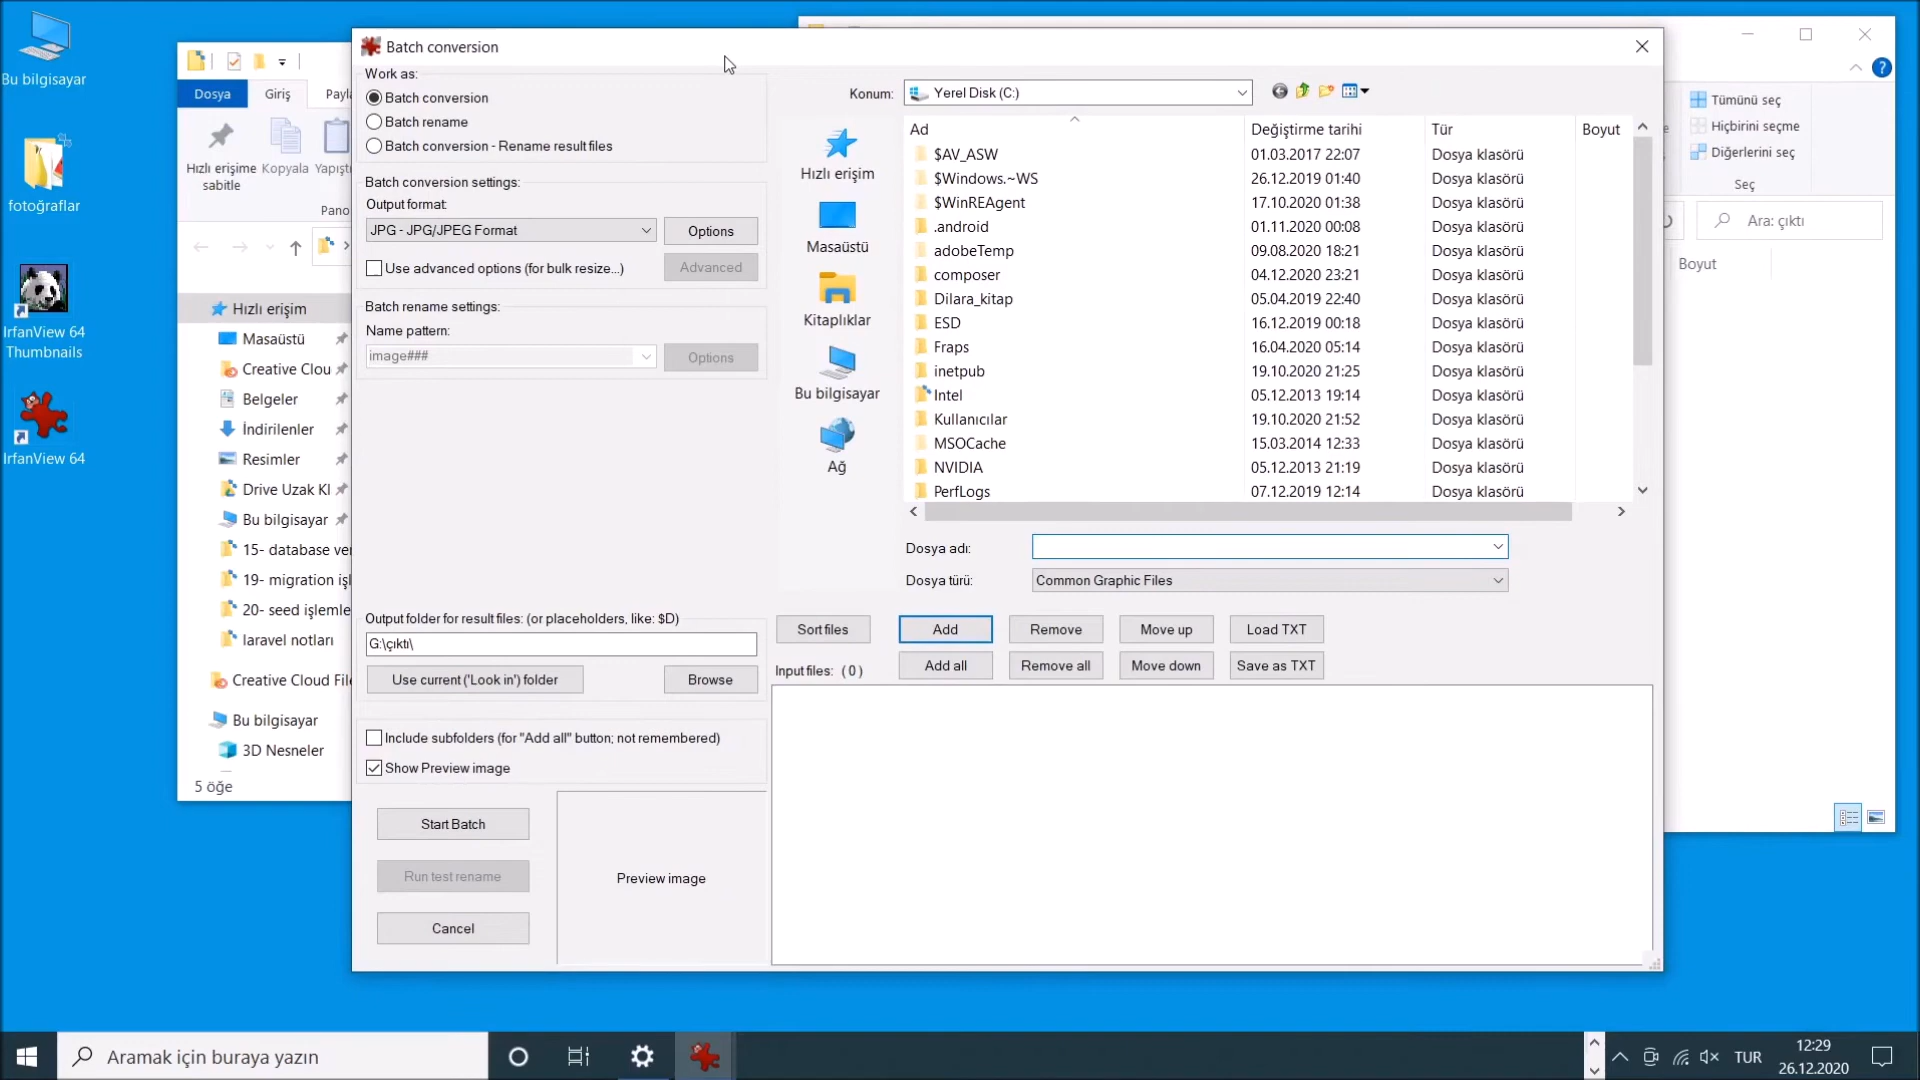 Bu bilgisayar
fotoğraflar
IrfanView 64
Thumbnails
IrfanView 64
Dosya
Giriş
Payla
Hızlı erişime
sabitle
Kopyala
Yapıştı
Pano
Hızlı erişim
Masaüstü
Creative Clou
Belgeler
İndirilenler
Resimler
Drive Uzak Kl
Bu bilgisayar
15- database ver
19- migration işl
20- seed işlemle
laravel notları
Creative Cloud File
Bu bilgisayar
3D Nesneler
5 öğe
Batch conversion
Work as:
Batch conversion
Batch rename
Batch conversion - Rename result files
Batch conversion settings:
Output format:
JPG - JPG/JPEG Format
Options
Use advanced options (for bulk resize...)
Advanced
Batch rename settings:
Name pattern:
image###
Options
Output folder for result files: (or placeholders, like: $D)
G:\çıktı\
Use current ('Look in') folder
Browse
Include subfolders (for "Add all" button; not remembered)
Show Preview image
Start Batch
Run test rename
Cancel
Preview image
Konum:
Yerel Disk (C:)
Hızlı erişim
Masaüstü
Kitaplıklar
Bu bilgisayar
Ağ
Ad Değiştirme tarihi Tür Boyut
$AV_ASW 01.03.2017 22:07 Dosya klasörü
$Windows.~WS 26.12.2019 01:40 Dosya klasörü
$WinREAgent 17.10.2020 01:38 Dosya klasörü
.android 01.11.2020 00:08 Dosya klasörü
adobeTemp 09.08.2020 18:21 Dosya klasörü
composer 04.12.2020 23:21 Dosya klasörü
Dilara_kitap 05.04.2019 22:40 Dosya klasörü
ESD 16.12.2019 00:18 Dosya klasörü
Fraps 16.04.2020 05:14 Dosya klasörü
inetpub 19.10.2020 21:25 Dosya klasörü
Intel 05.12.2013 19:14 Dosya klasörü
Kullanıcılar 19.10.2020 21:52 Dosya klasörü
MSOCache 15.03.2014 12:33 Dosya klasörü
NVIDIA 05.12.2013 21:19 Dosya klasörü
PerfLogs 07.12.2019 12:14 Dosya klasörü
Dosya adı:
Dosya türü: Common Graphic Files
Sort files Add Remove Move up Load TXT
Input files: ( 0 ) Add all Remove all Move down Save as TXT
Tümünü seç
Hiçbirini seçme
Diğerlerini seç
Seç
Ara: çıktı
Boyut
Aramak için buraya yazın
TUR
12:29
26.12.2020